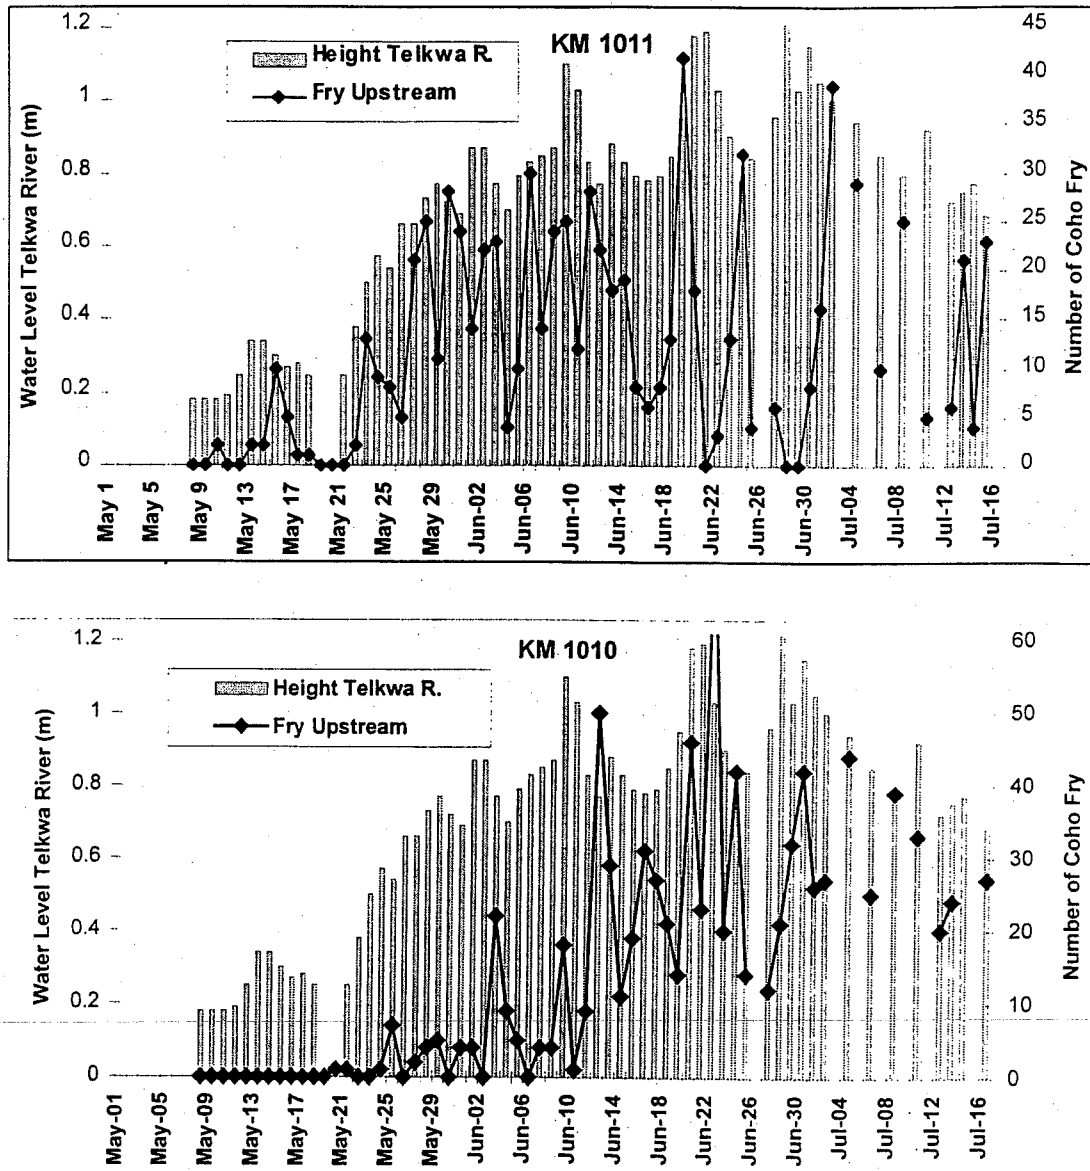 KM 1011
Height Telkwa R.
Fry Upstream
Water Level Telkwa River (m)
1.2
1
0.8
0.6
0.4
0.2
0
Number of Coho Fry
45
40
35
30
25
20
15
10
5
0
May 1
May 5
May 9
May 13
May 17
May 21
May 25
May 29
Jun-02
Jun-06
Jun-10
Jun-14
Jun-18
Jun-22
Jun-26
Jun-30
Jul-04
Jul-08
Jul-12
Jul-16
KM 1010
Height Telkwa R.
Fry Upstream
Water Level Telkwa River (m)
1.2
1
0.8
0.6
0.4
0.2
0
Number of Coho Fry
60
50
40
30
20
10
0
May-01
May-05
May-09
May-13
May-17
May-21
May-25
May-29
Jun-02
Jun-06
Jun-10
Jun-14
Jun-18
Jun-22
Jun-26
Jun-30
Jul-04
Jul-08
Jul-12
Jul-16